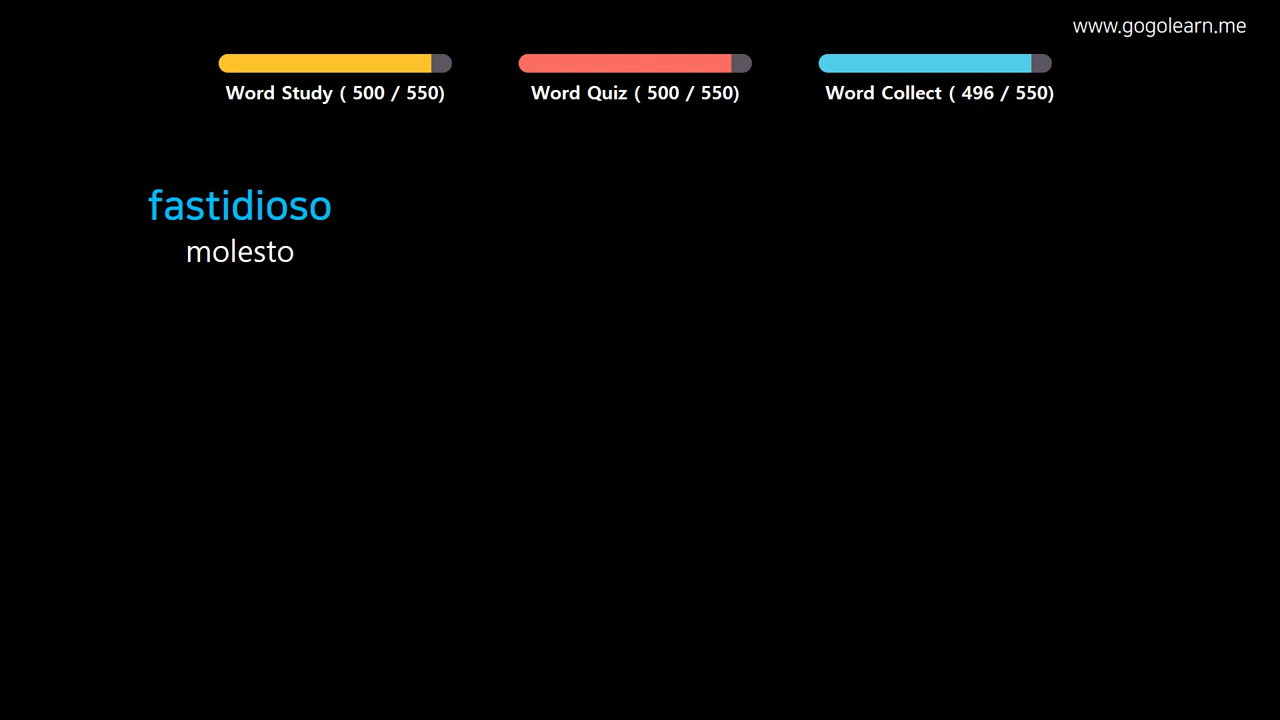 www.gogolearn.me
Word Study ( 500 / 550)
Word Quiz ( 500 / 550)
Word Collect ( 496 / 550)
fastidioso
molesto